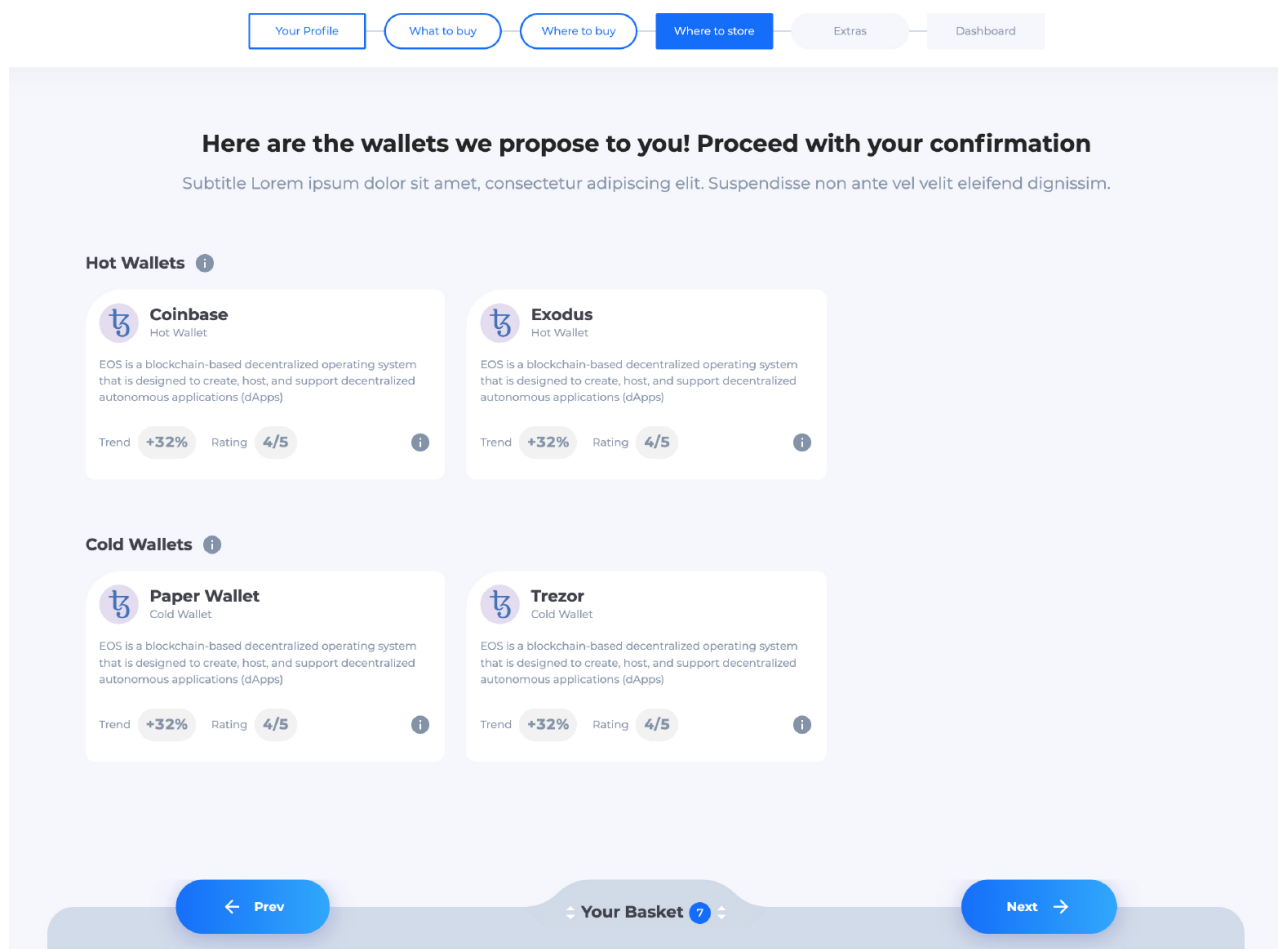 Your Profile
What to buy
Where to buy
Where to store
Extras
Dashboard
Here are the wallets we propose to you! Proceed with your confirmation
Subtitle Lorem ipsum dolor sit amet, consectetur adipiscing elit. Suspendisse non ante vel velit eleifend dignissim.
Hot Wallets
Coinbase
Hot Wallet
EOS is a blockchain-based decentralized operating system
that is designed to create, host, and support decentralized
autonomous applications (dApps)
Trend +32% Rating 4/5
Exodus
Hot Wallet
EOS is a blockchain-based decentralized operating system
that is designed to create, host, and support decentralized
autonomous applications (dApps)
Trend +32% Rating 4/5
Cold Wallets
Paper Wallet
Cold Wallet
EOS is a blockchain-based decentralized operating system
that is designed to create, host, and support decentralized
autonomous applications (dApps)
Trend +32% Rating 4/5
Trezor
Cold Wallet
EOS is a blockchain-based decentralized operating system
that is designed to create, host, and support decentralized
autonomous applications (dApps)
Trend +32% Rating 4/5
Prev
Your Basket 7
Next